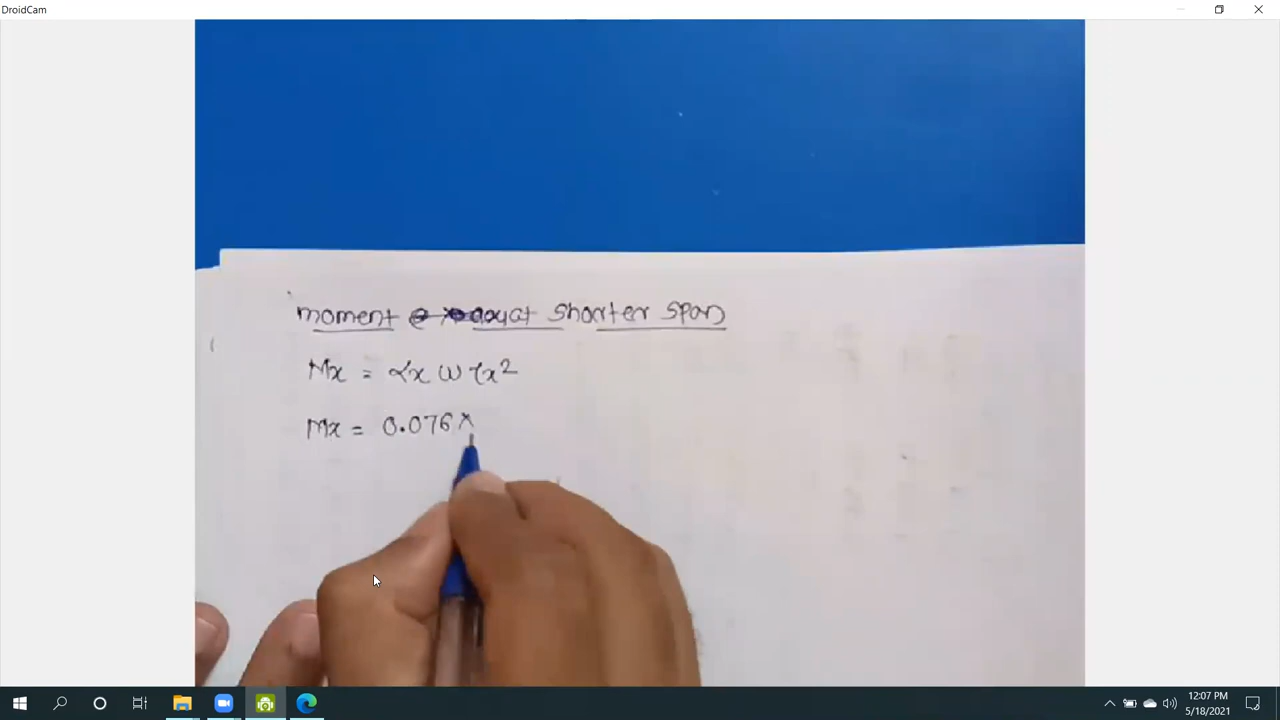 DroidCam
moment at shorter span
Mx = αx ω lx²
Mx = 0.076 ×
12:07 PM
5/18/2021